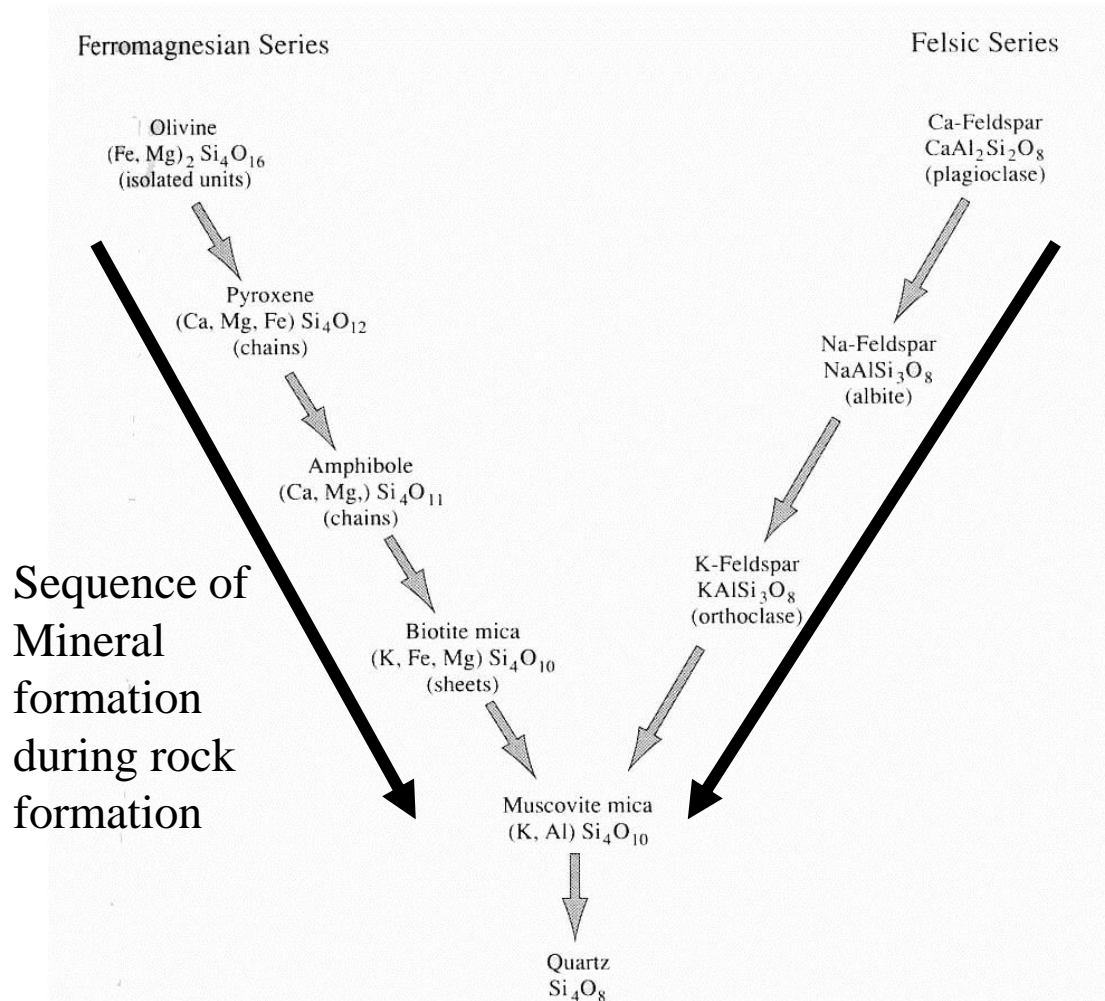 Ferromagnesian Series
Felsic Series
Olivine
(Fe, Mg)₂ Si₄O₁₆
(isolated units)
Pyroxene
(Ca, Mg, Fe) Si₄O₁₂
(chains)
Amphibole
(Ca, Mg,) Si₄O₁₁
(chains)
Biotite mica
(K, Fe, Mg) Si₄O₁₀
(sheets)
Ca-Feldspar
CaAl₂Si₂O₈
(plagioclase)
Na-Feldspar
NaAlSi₃O₈
(albite)
K-Feldspar
KAlSi₃O₈
(orthoclase)
Muscovite mica
(K, Al) Si₄O₁₀
Quartz
Si₄O₈
Sequence of
Mineral
formation
during rock
formation